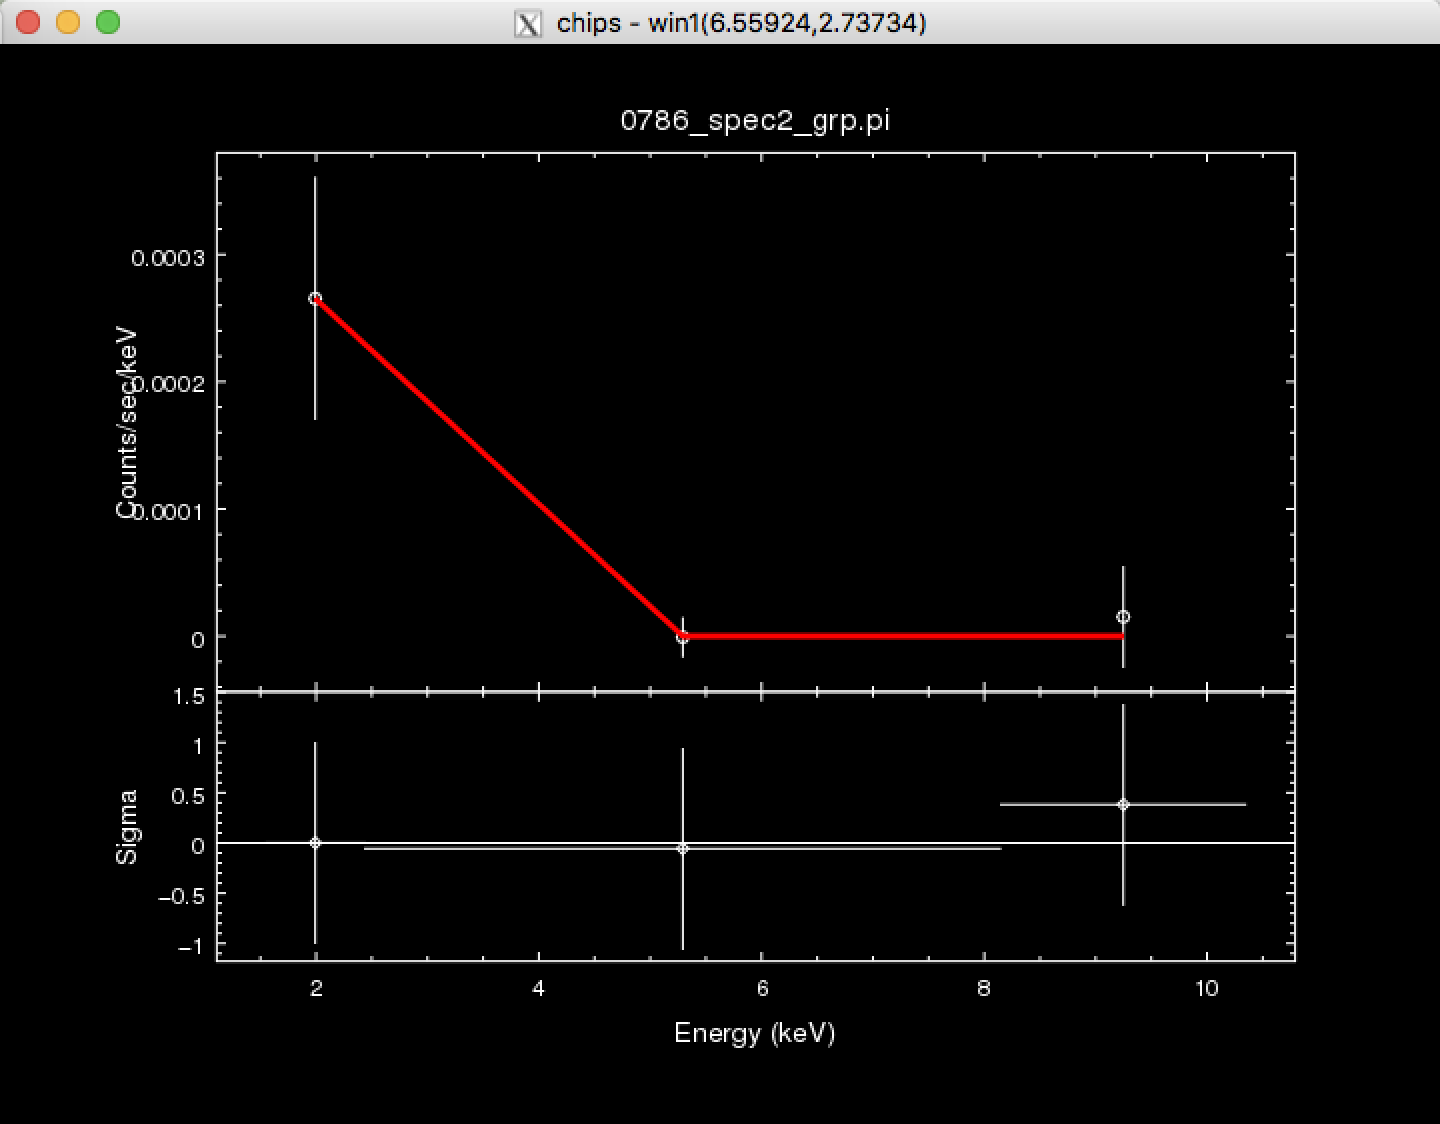 chips - win1(6.55924,2.73734)
0786_spec2_grp.pi
0.0003
0.0002
0.0001
0
Counts/sec/keV
1.5
1
0.5
0
−0.5
−1
Sigma
2 4 6 8 10
Energy (keV)